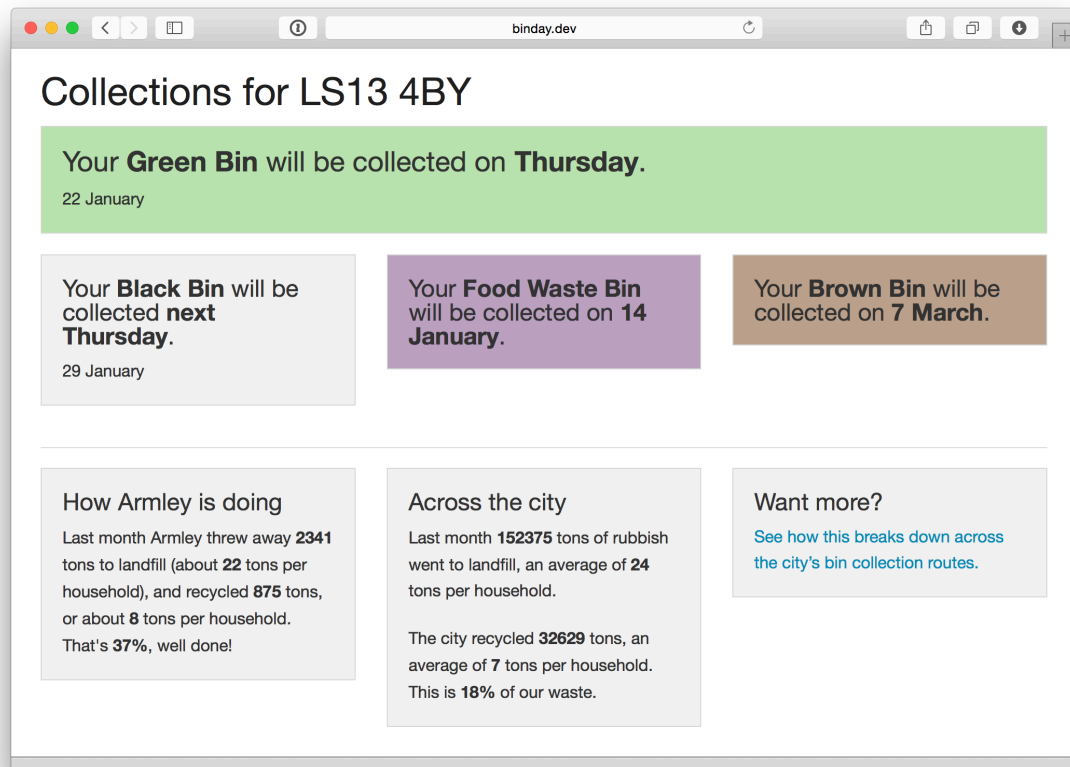 binday.dev
Collections for LS13 4BY
Your Green Bin will be collected on Thursday.
22 January
Your Black Bin will be
collected next
Thursday.
29 January
Your Food Waste Bin
will be collected on 14
January.
Your Brown Bin will be
collected on 7 March.
How Armley is doing
Last month Armley threw away 2341
tons to landfill (about 22 tons per
household), and recycled 875 tons,
or about 8 tons per household.
That's 37%, well done!
Across the city
Last month 152375 tons of rubbish
went to landfill, an average of 24
tons per household.
The city recycled 32629 tons, an
average of 7 tons per household.
This is 18% of our waste.
Want more?
See how this breaks down across
the city’s bin collection routes.